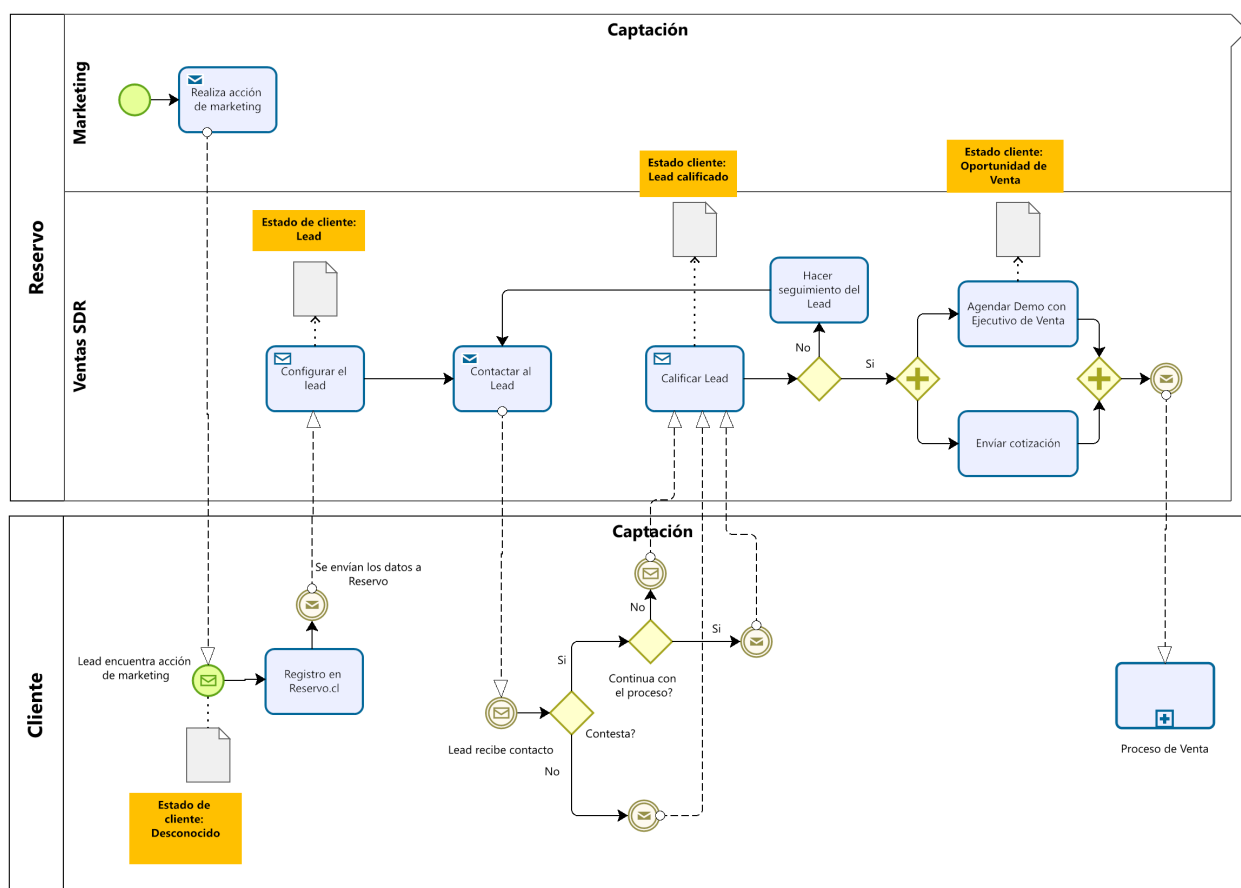 Captación
Reservo
Marketing
Realiza acción
de marketing
Estado cliente:
Lead calificado
Estado cliente:
Oportunidad de
Venta
Ventas SDR
Estado de cliente:
Lead
Hacer
seguimiento del
Lead
Agendar Demo con
Ejecutivo de Venta
Configurar el
lead
Contactar al
Lead
Calificar Lead
No
Si
Enviar cotización
Captación
Cliente
Se envían los datos a
Reservo
No
Si
Lead encuentra acción
de marketing
Registro en
Reservo.cl
Si
Continua con
el proceso?
Contesta?
Lead recibe contacto
No
Proceso de Venta
Estado de
cliente:
Desconocido